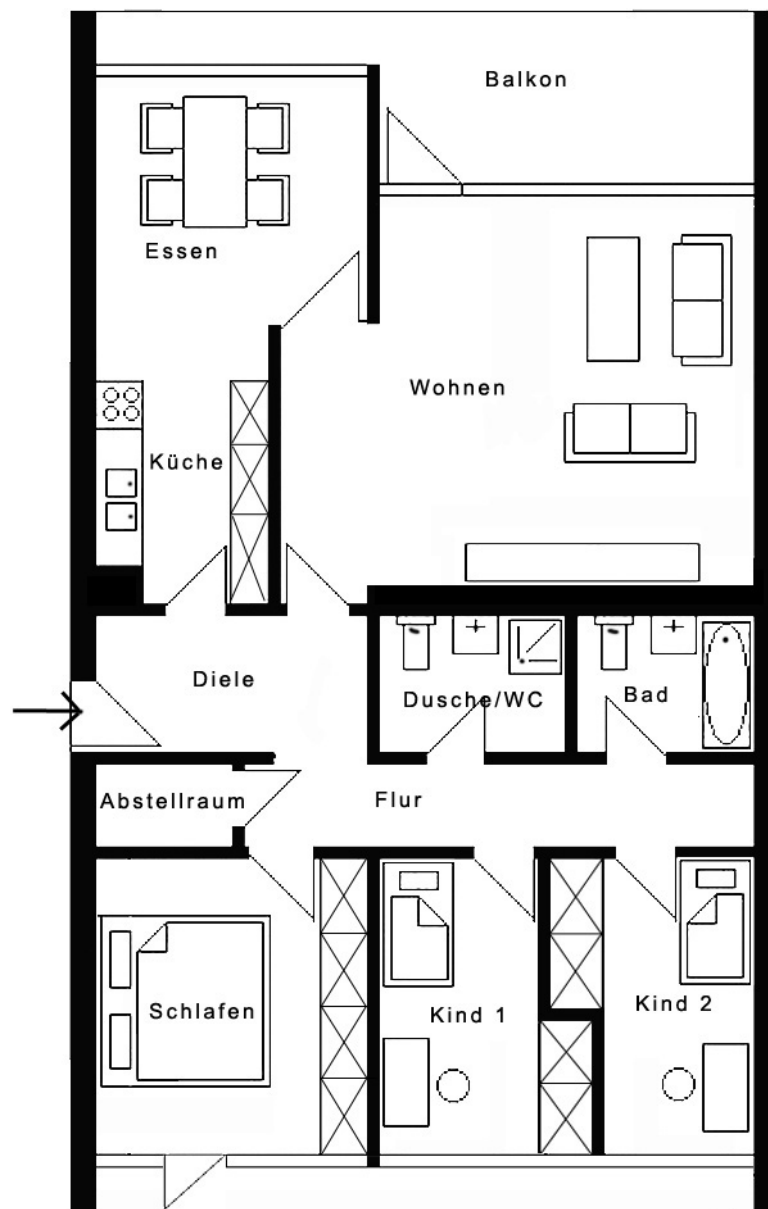 Balkon
Essen
Wohnen
Küche
Diele
Dusche/WC
Bad
Abstellraum
Flur
Schlafen
Kind 1
Kind 2